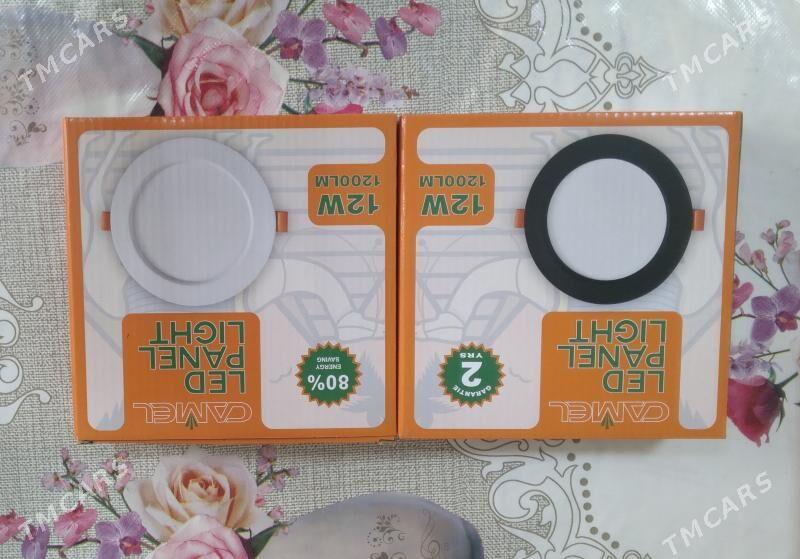 TMCARS
TMCARS
12W
1200LM
LED
PANEL
LIGHT
80%
ENERGY
SAVING
CAMEL
12W
1200LM
LED
PANEL
LIGHT
GARANTIE
2
YRS
CAMEL
TMCARS
TMCARS